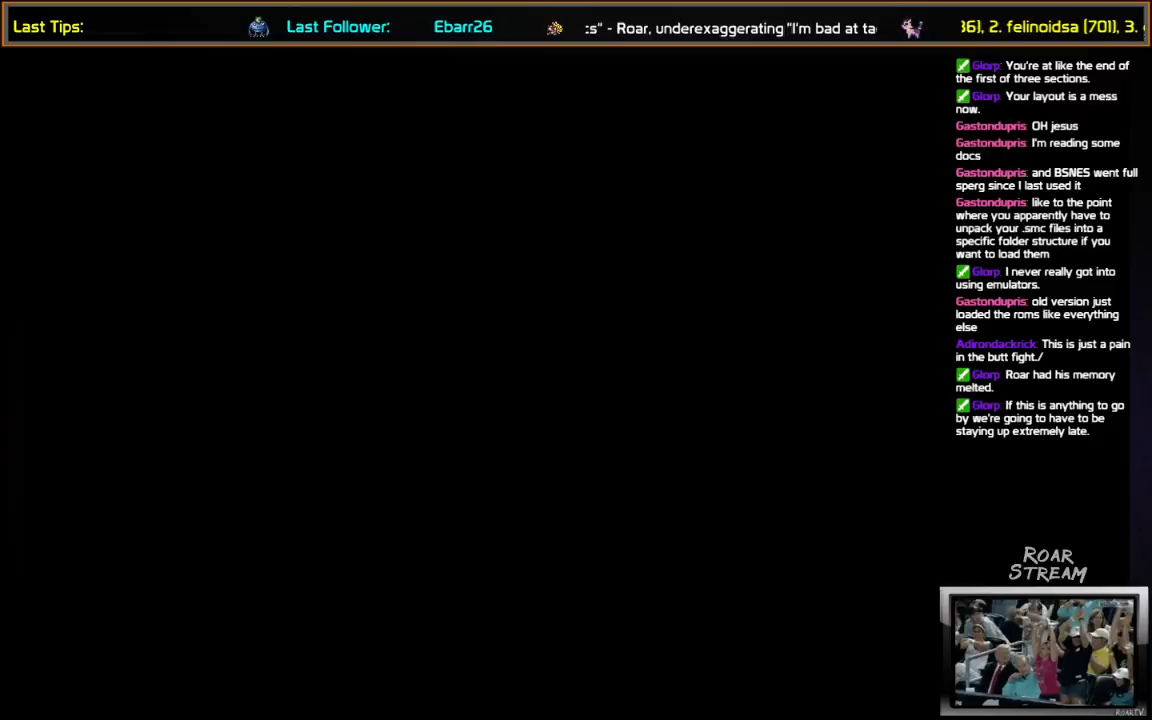 Last Tips:
Last Follower: Ebarr26
:s" - Roar, underexaggerating "I'm bad at ta
36), 2. felinoidsa (701), 3.
Glorp: You're at like the end of
the first of three sections.
Glorp: Your layout is a mess
now.
Gastondupris: OH jesus
Gastondupris: I'm reading some
docs
Gastondupris: and BSNES went full
sperg since I last used it
Gastondupris: like to the point
where you apparently have to
unpack your .smc files into a
specific folder structure if you
want to load them
Glorp: I never really got into
using emulators.
Gastondupris: old version just
loaded the roms like everything
else
Adirondackrick: This is just a pain
in the butt fight./
Glorp: Roar had his memory
melted.
Glorp: If this is anything to go
by we're going to have to be
staying up extremely late.
ROAR
STREAM
ROARTV